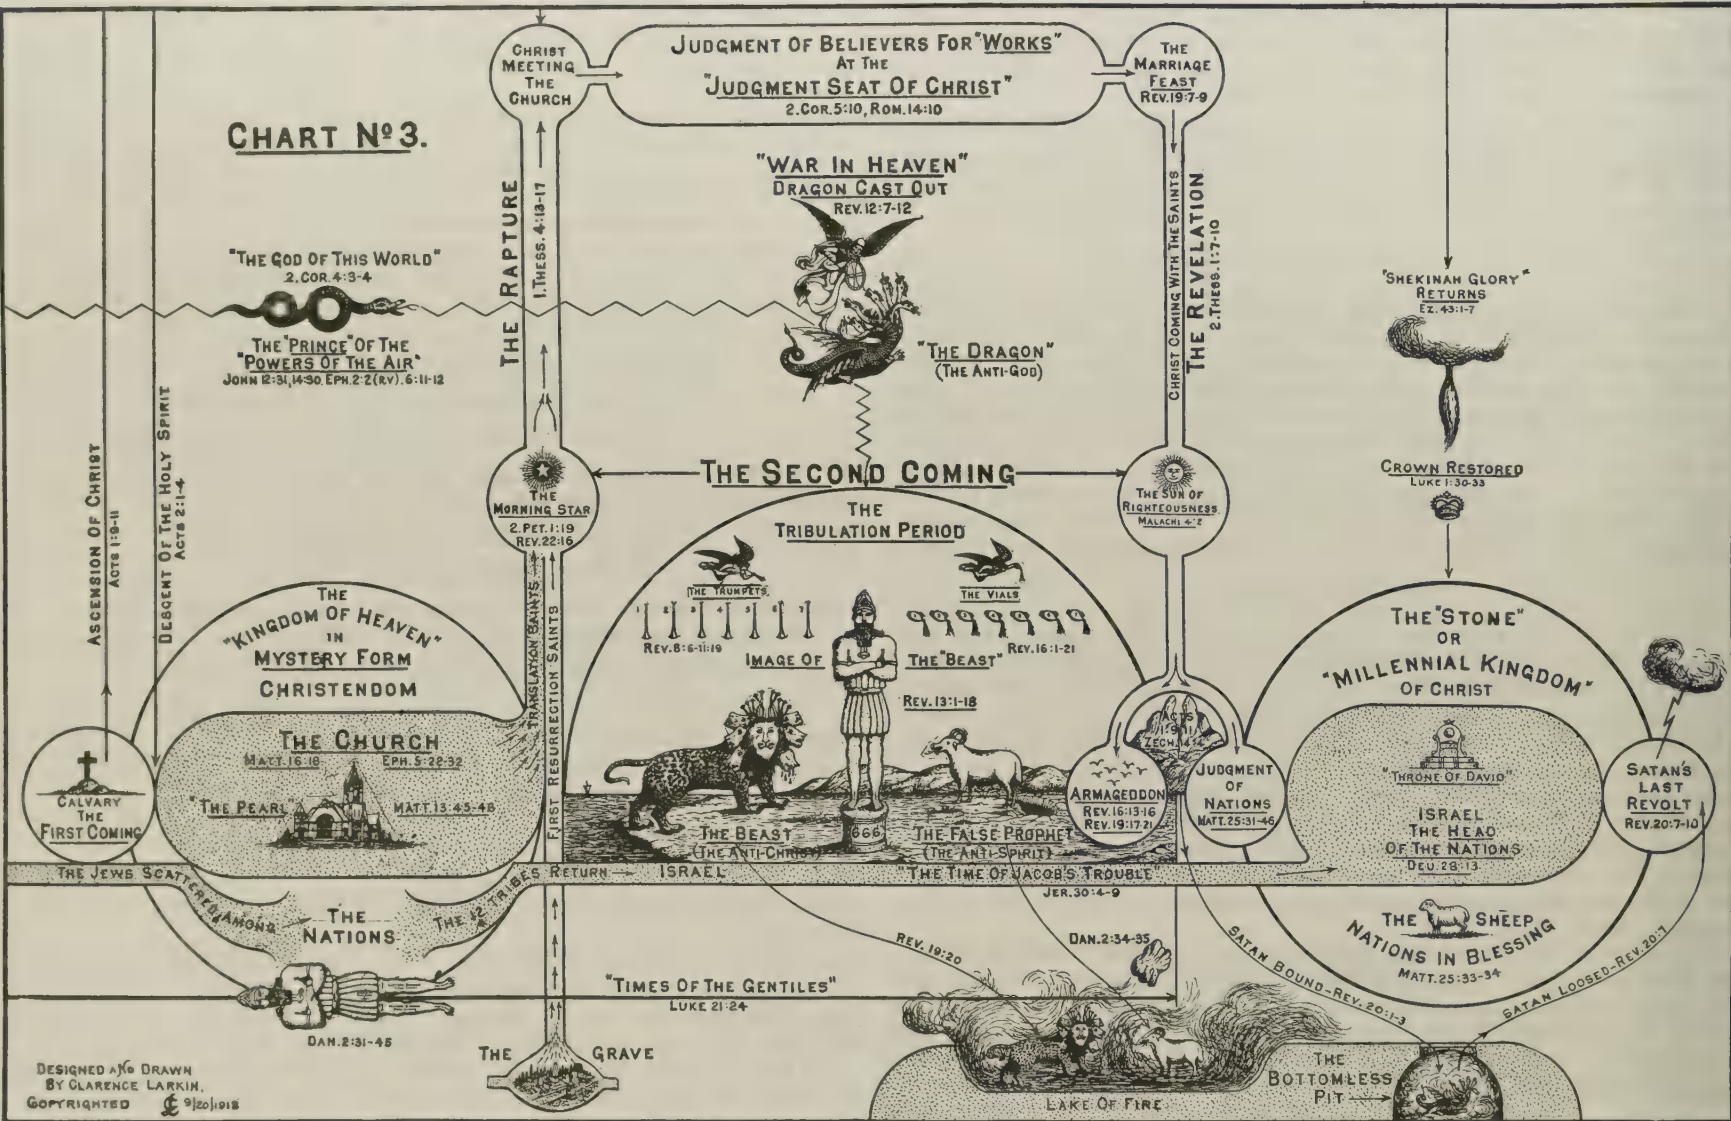 CHART No 3.
CHRIST
MEETING
THE
CHURCH
JUDGMENT OF BELIEVERS FOR "WORKS"
AT THE
"JUDGMENT SEAT OF CHRIST"
2.COR.5:10, ROM.14:10
THE
MARRIAGE
FEAST
REV.19:7-9
"WAR IN HEAVEN"
DRAGON CAST OUT
REV.12:7-12
THE RAPTURE
1.THESS.4:13-17
CHRIST COMING WITH THE SAINTS
THE REVELATION
2.THESS.1:7-10
"THE GOD OF THIS WORLD"
2.COR.4:3-4
THE "PRINCE" OF THE
"POWERS OF THE AIR"
JOHN 12:31,14:30, EPH.2:2(RV).6:11-12
"THE DRAGON"
(THE ANTI-GOD)
"SHEKINAH GLORY"
RETURNS
EZ.43:1-7
CROWN RESTORED
LUKE 1:30-33
ASCENSION OF CHRIST
ACTS 1:9-11
DESCENT OF THE HOLY SPIRIT
ACTS 2:1-4
THE SECOND COMING
THE
MORNING STAR
2.PET.1:19
REV.22:16
THE SUN OF
RIGHTEOUSNESS
MALACHI 4:2
THE
TRIBULATION PERIOD
THE TRUMPETS
1 2 3 4 5 6 7
REV.8:6-11:19
THE VIALS
REV.16:1-21
IMAGE OF THE "BEAST"
REV.13:1-18
THE
"KINGDOM OF HEAVEN"
IN
MYSTERY FORM
CHRISTENDOM
THE CHURCH
MATT.16:18 EPH.5:22-32
"THE PEARL" MATT.13:45-46
CALVARY
THE
FIRST COMING
TRANSLATION SAINTS
FIRST RESURRECTION SAINTS
THE BEAST
(THE ANTI-CHRIST)
666
THE FALSE PROPHET
(THE ANTI-SPIRIT)
ACTS
1:9-11
ZECH.14:4
ARMAGEDDON
REV.16:13-16
REV.19:17-21
JUDGMENT
OF
NATIONS
MATT.25:31-46
THE "STONE"
OR
"MILLENNIAL KINGDOM"
OF CHRIST
"THRONE OF DAVID"
ISRAEL
THE HEAD
OF THE NATIONS
DEU.28:13
SATAN'S
LAST
REVOLT
REV.20:7-10
THE JEWS SCATTERED AMONG
THE
NATIONS
THE 12 TRIBES RETURN
ISRAEL
"THE TIME OF JACOB'S TROUBLE"
JER.30:4-9
THE SHEEP
NATIONS IN BLESSING
MATT.25:33-34
REV.19:20
DAN.2:34-35
SATAN BOUND-REV.20:1-3
SATAN LOOSED-REV.20:7
"TIMES OF THE GENTILES"
LUKE 21:24
DAN.2:31-45
THE GRAVE
LAKE OF FIRE
THE
BOTTOMLESS
PIT
DESIGNED AND DRAWN
BY CLARENCE LARKIN.
COPYRIGHTED 9/20/1918